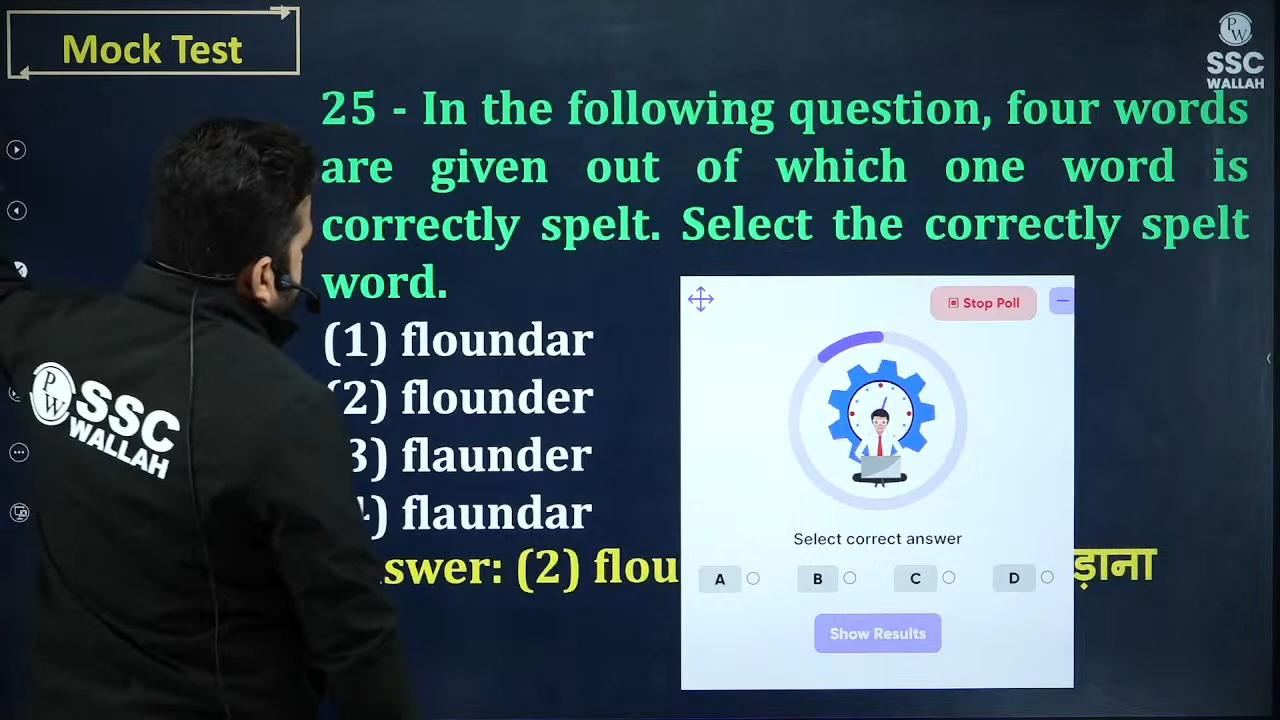 Mock Test
PW
SSC
WALLAH
25 - In the following question, four words
are given out of which one word is
correctly spelt. Select the correctly spelt
word.
(1) floundar
2) flounder
3) flaunder
) flaundar
swer: (2) flou ड़ाना
Stop Poll
Select correct answer
A B C D
Show Results
PW
SSC
WALLAH